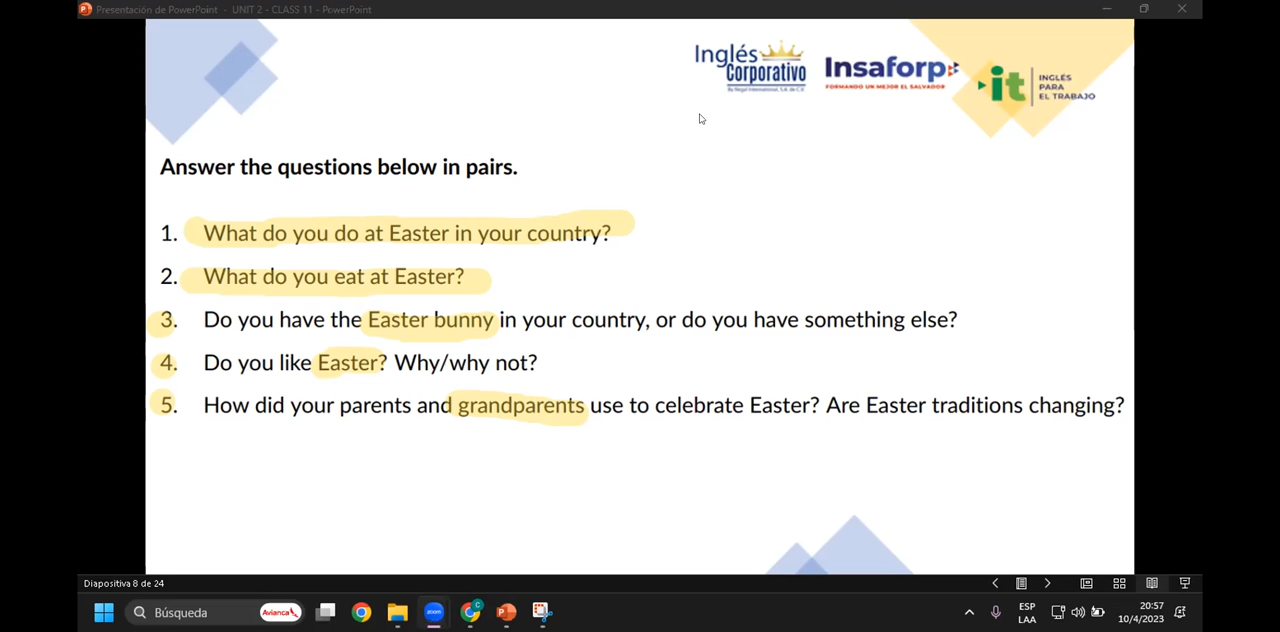 Presentación de PowerPoint - UNIT 2 - CLASS 11 - PowerPoint
Inglés
Corporativo
Insaforp
FORMANDO UN MEJOR EL SALVADOR
it
INGLÉS
PARA
EL TRABAJO
Answer the questions below in pairs.
1. What do you do at Easter in your country?
2. What do you eat at Easter?
3. Do you have the Easter bunny in your country, or do you have something else?
4. Do you like Easter? Why/why not?
5. How did your parents and grandparents use to celebrate Easter? Are Easter traditions changing?
Diapositiva 8 de 24
Búsqueda
Avianca
zoom
ESP
LAA
20:57
10/4/2023